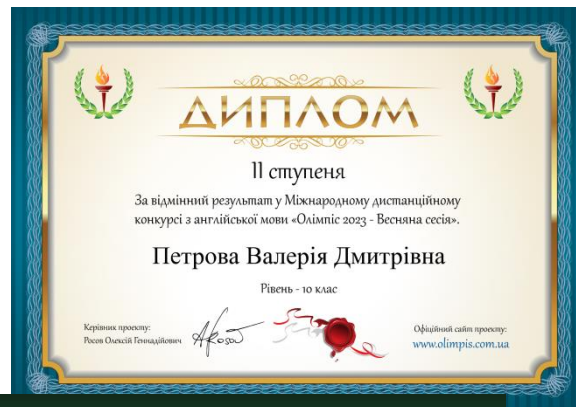 ДИПЛОМ
II ступеня
За відмінний результат у Міжнародному дистанційному
конкурсі з англійської мови «Олімпіс 2023 - Весняна сесія».
Петрова Валерія Дмитрівна
Рівень - 10 клас
Керівник проекту:
Росов Олексій Геннадійович
ARosov
Офіційний сайт проекту:
www.olimpis.com.ua